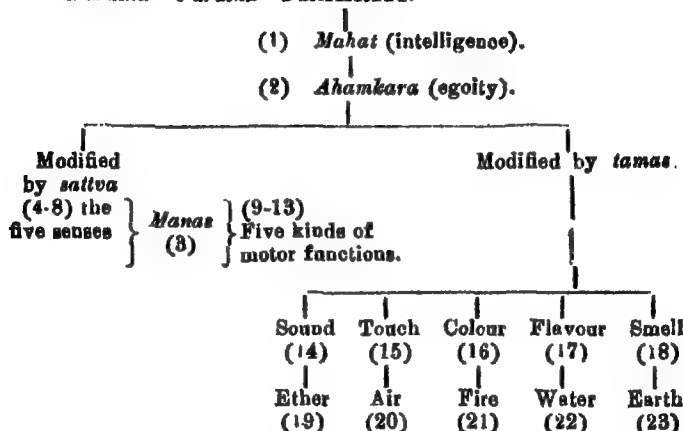 (1) Mahat (intelligence).
(2) Ahamkara (egoity).
Modified
by sattva
(4-8) the
five senses
Manas
(3)
(9-13)
Five kinds of
motor functions.
Modified by tamas.
Sound Touch Colour Flavour Smell
(14) (15) (16) (17) (18)
Ether Air Fire Water Earth
(19) (20) (21) (22) (23)